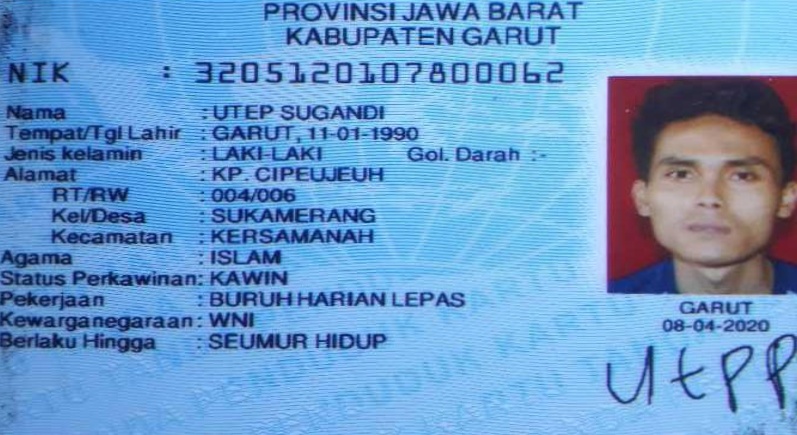 PROVINSI JAWA BARAT
KABUPATEN GARUT
NIK : 3205120107800062
Nama : UTEP SUGANDI
Tempat/Tgl Lahir : GARUT, 11-01-1990
Jenis kelamin : LAKI-LAKI Gol. Darah :-
Alamat : KP. CIPEUJEUH
RT/RW : 004/006
Kel/Desa : SUKAMERANG
Kecamatan : KERSAMANAH
Agama : ISLAM
Status Perkawinan: KAWIN
Pekerjaan : BURUH HARIAN LEPAS
Kewarganegaraan: WNI
Berlaku Hingga : SEUMUR HIDUP
GARUT
08-04-2020